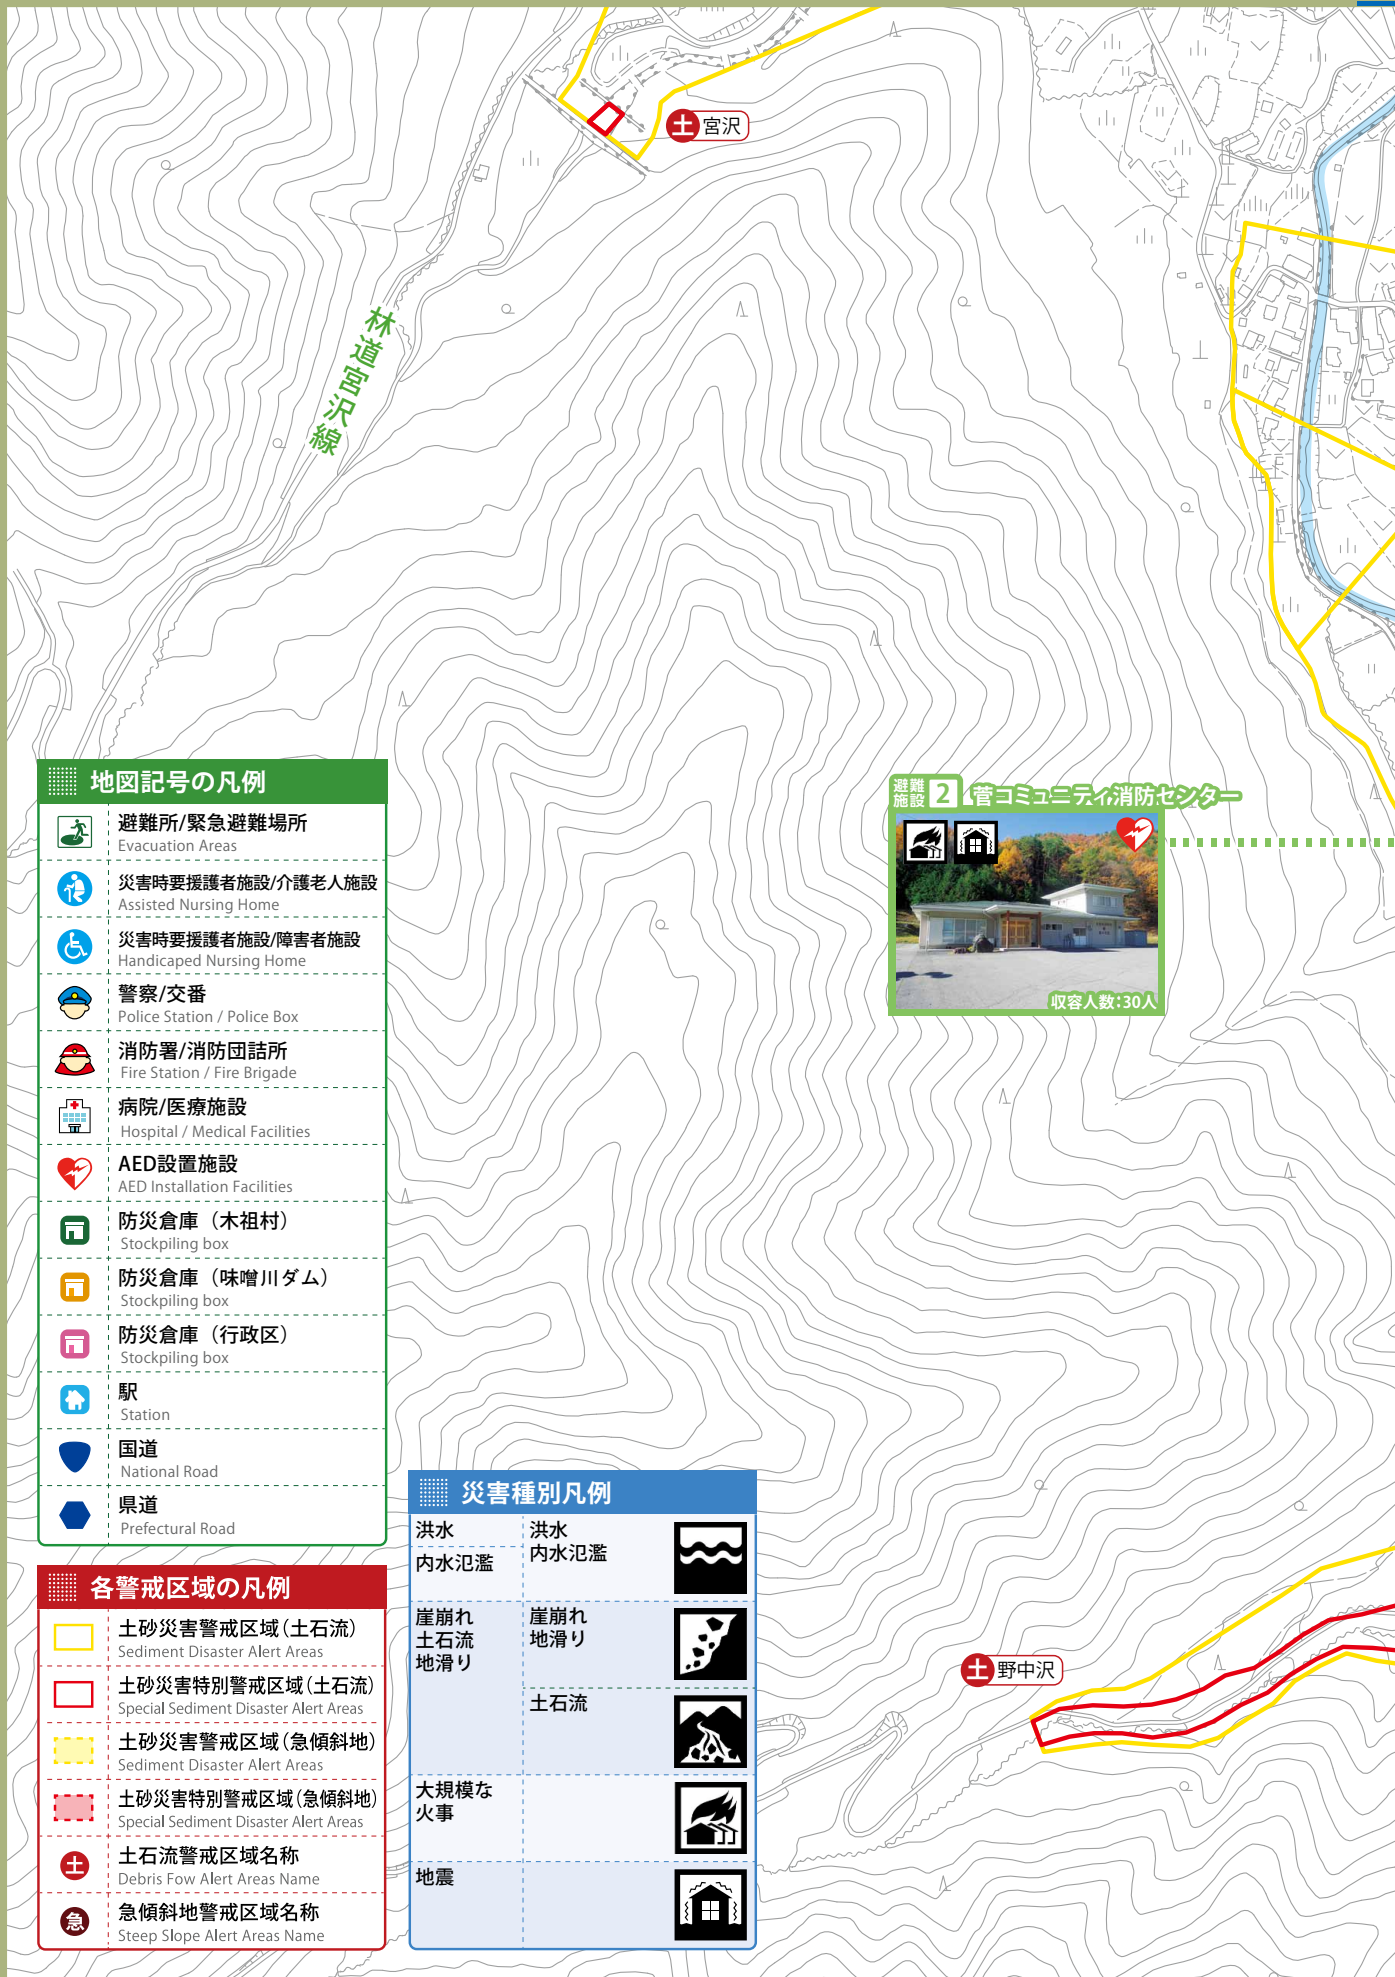 土 宮沢
林道宮沢線
避難施設 2 菅コミュニティ消防センター
収容人数:30人
地図記号の凡例
避難所/緊急避難場所
Evacuation Areas
災害時要援護者施設/介護老人施設
Assisted Nursing Home
災害時要援護者施設/障害者施設
Handicaped Nursing Home
警察/交番
Police Station / Police Box
消防署/消防団詰所
Fire Station / Fire Brigade
病院/医療施設
Hospital / Medical Facilities
AED設置施設
AED Installation Facilities
防災倉庫（木祖村）
Stockpiling box
防災倉庫（味噌川ダム）
Stockpiling box
防災倉庫（行政区）
Stockpiling box
駅
Station
国道
National Road
県道
Prefectural Road
各警戒区域の凡例
土砂災害警戒区域（土石流）
Sediment Disaster Alert Areas
土砂災害特別警戒区域（土石流）
Special Sediment Disaster Alert Areas
土砂災害警戒区域（急傾斜地）
Sediment Disaster Alert Areas
土砂災害特別警戒区域（急傾斜地）
Special Sediment Disaster Alert Areas
土 土石流警戒区域名称
Debris Fow Alert Areas Name
急 急傾斜地警戒区域名称
Steep Slope Alert Areas Name
災害種別凡例
洪水
内水氾濫
洪水
内水氾濫
崖崩れ
土石流
地滑り
崖崩れ
地滑り
土石流
大規模な
火事
地震
土 野中沢